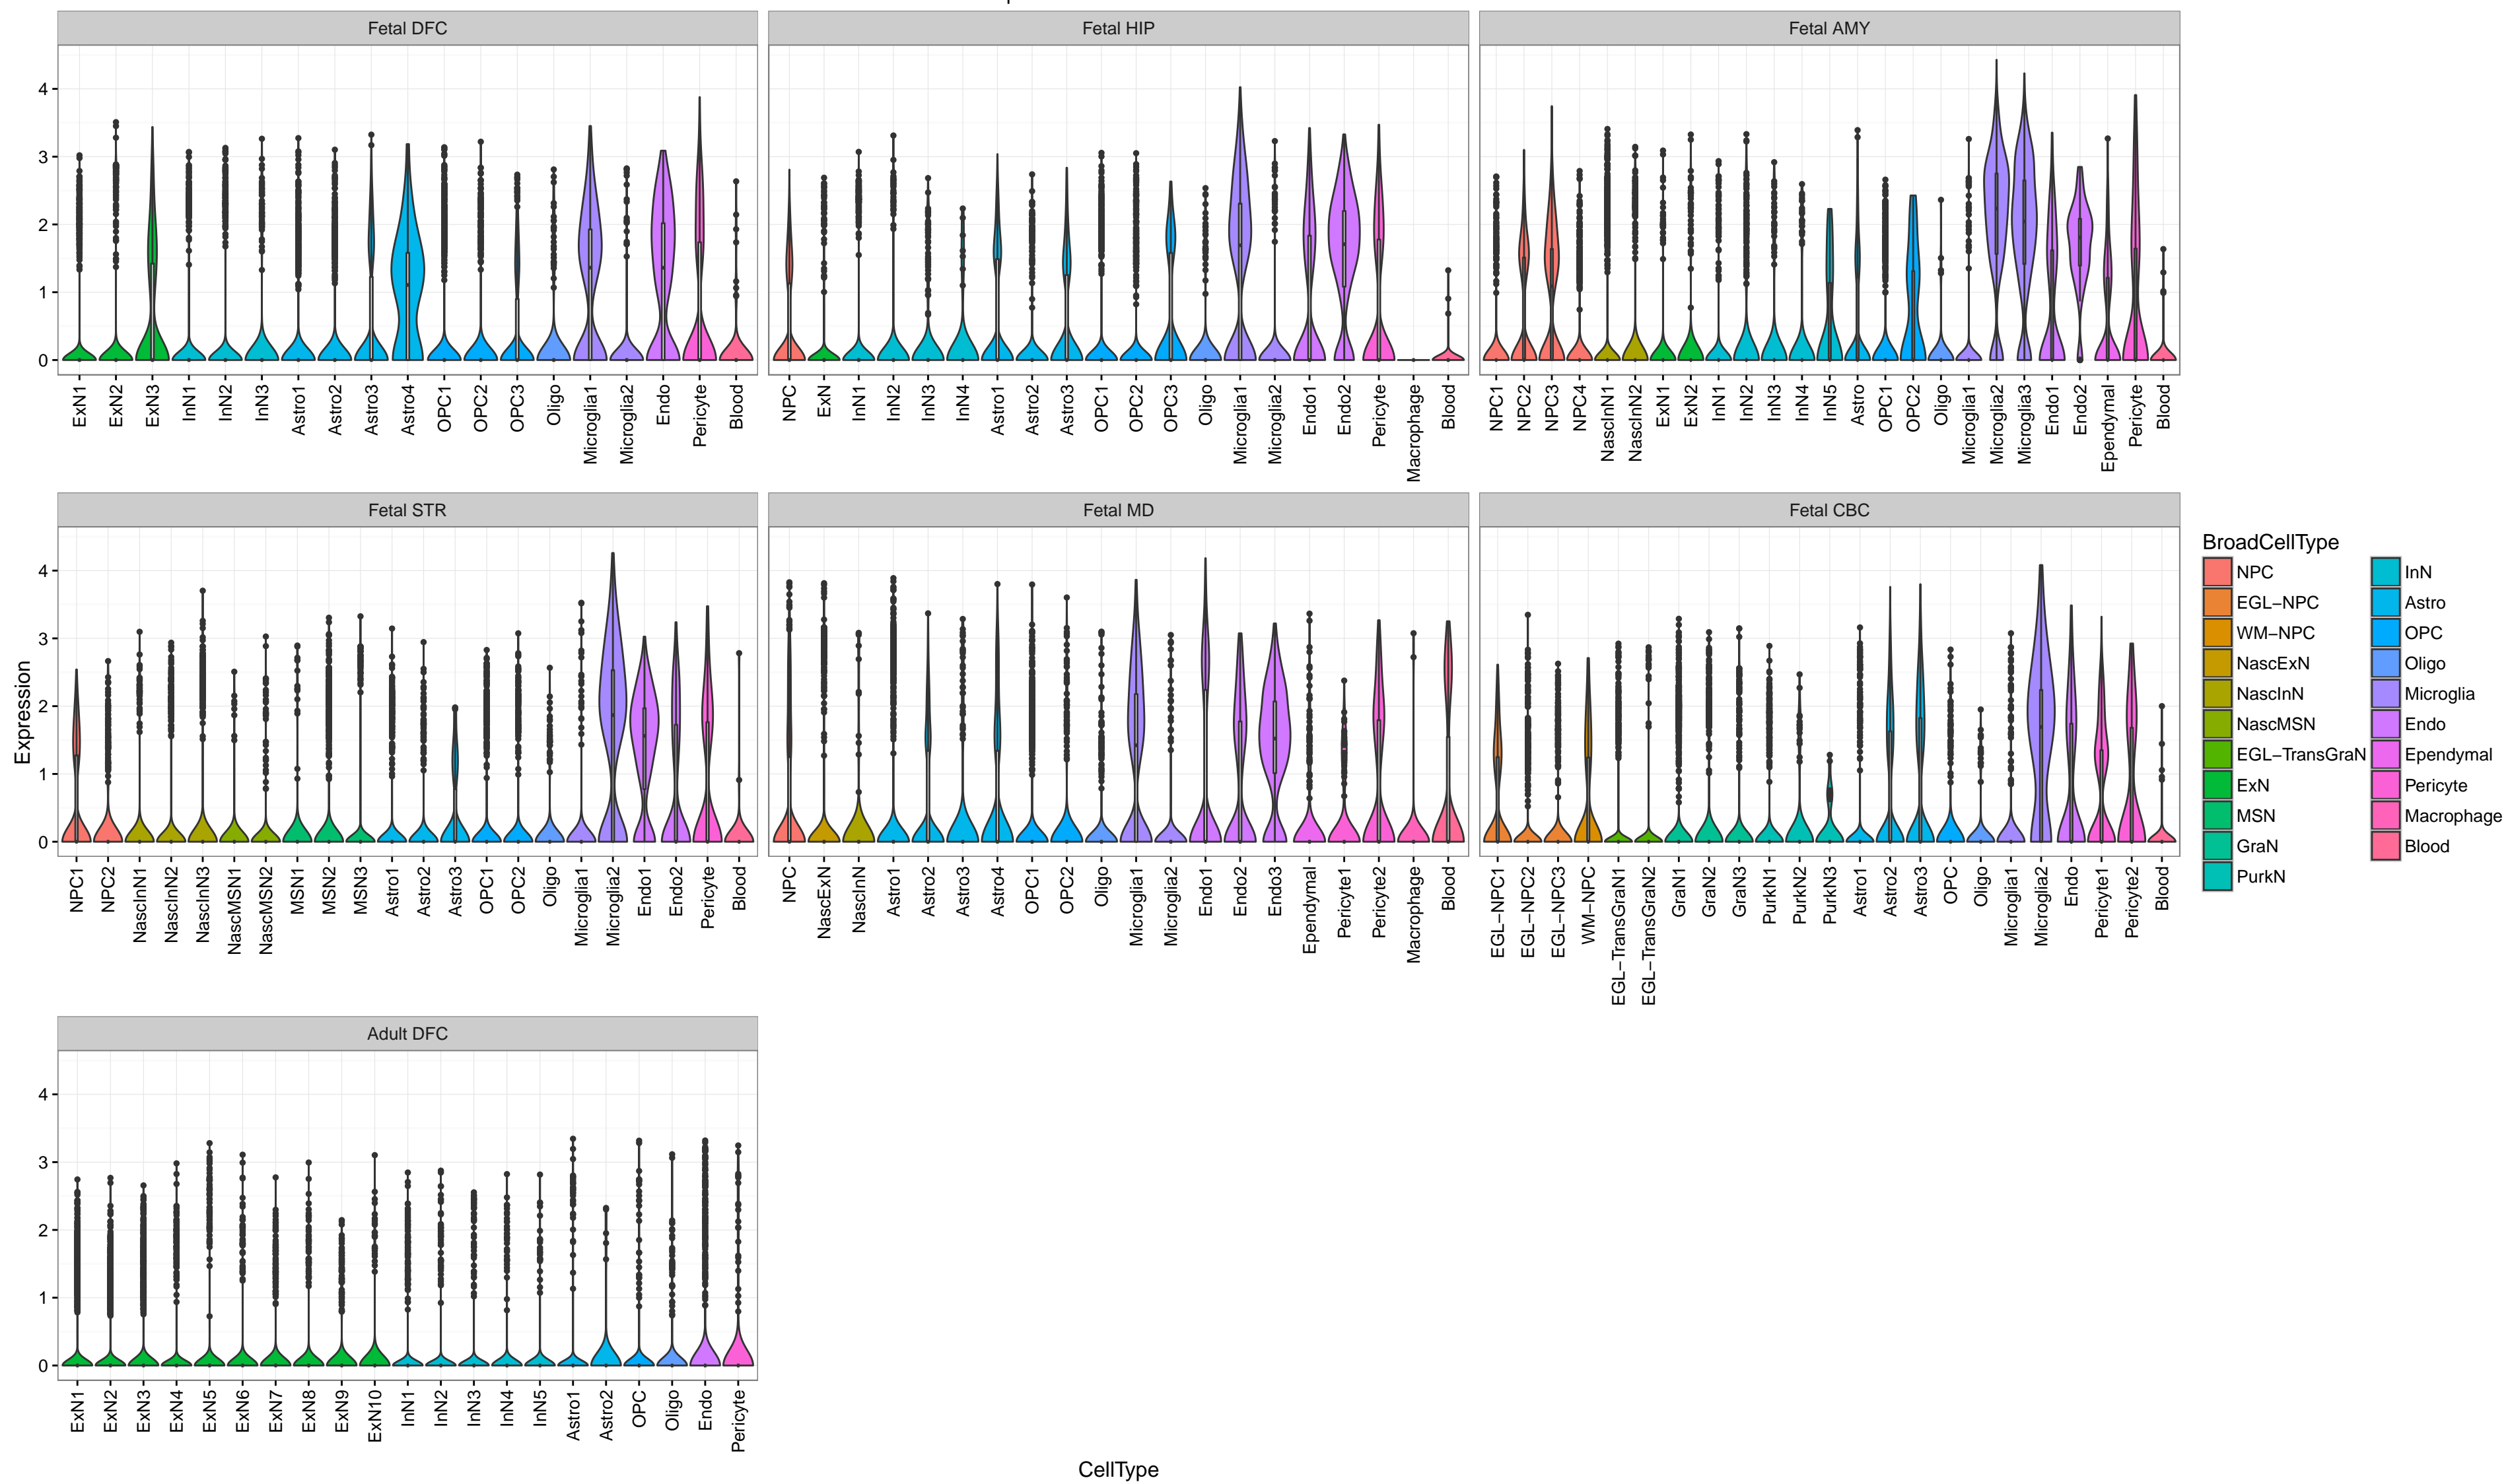 Fetal DFC
Fetal HIP
Fetal AMY
4
3
2
1
0
ExN1
ExN2
ExN3
InN1
InN2
InN3
Astro1
Astro2
Astro3
Astro4
OPC1
OPC2
OPC3
Oligo
Microglia1
Microglia2
Endo
Pericyte
Blood
NPC
ExN
InN1
InN2
InN3
InN4
Astro1
Astro2
Astro3
OPC1
OPC2
OPC3
Oligo
Microglia1
Microglia2
Endo1
Endo2
Pericyte
Macrophage
Blood
NPC1
NPC2
NPC3
NPC4
NascInN1
NascInN2
ExN1
ExN2
InN1
InN2
InN3
InN4
InN5
Astro
OPC1
OPC2
Oligo
Microglia1
Microglia2
Microglia3
Endo1
Endo2
Ependymal
Pericyte
Blood
Fetal STR
Fetal MD
Fetal CBC
Expression
4
3
2
1
0
NPC1
NPC2
NascInN1
NascInN2
NascInN3
NascMSN1
NascMSN2
MSN1
MSN2
MSN3
Astro1
Astro2
Astro3
OPC1
OPC2
Oligo
Microglia1
Microglia2
Endo1
Endo2
Pericyte
Blood
NPC
NascExN
NascInN
Astro1
Astro2
Astro3
Astro4
OPC1
OPC2
Oligo
Microglia1
Microglia2
Endo1
Endo2
Endo3
Ependymal
Pericyte1
Pericyte2
Macrophage
Blood
EGL−NPC1
EGL−NPC2
EGL−NPC3
WM−NPC
EGL−TransGraN1
EGL−TransGraN2
GraN1
GraN2
GraN3
PurkN1
PurkN2
PurkN3
Astro1
Astro2
Astro3
OPC
Oligo
Microglia1
Microglia2
Endo
Pericyte1
Pericyte2
Blood
BroadCellType
NPC
EGL−NPC
WM−NPC
NascExN
NascInN
NascMSN
EGL−TransGraN
ExN
MSN
GraN
PurkN
InN
Astro
OPC
Oligo
Microglia
Endo
Ependymal
Pericyte
Macrophage
Blood
Adult DFC
4
3
2
1
0
ExN1
ExN2
ExN3
ExN4
ExN5
ExN6
ExN7
ExN8
ExN9
ExN10
InN1
InN2
InN3
InN4
InN5
Astro1
Astro2
OPC
Oligo
Endo
Pericyte
CellType